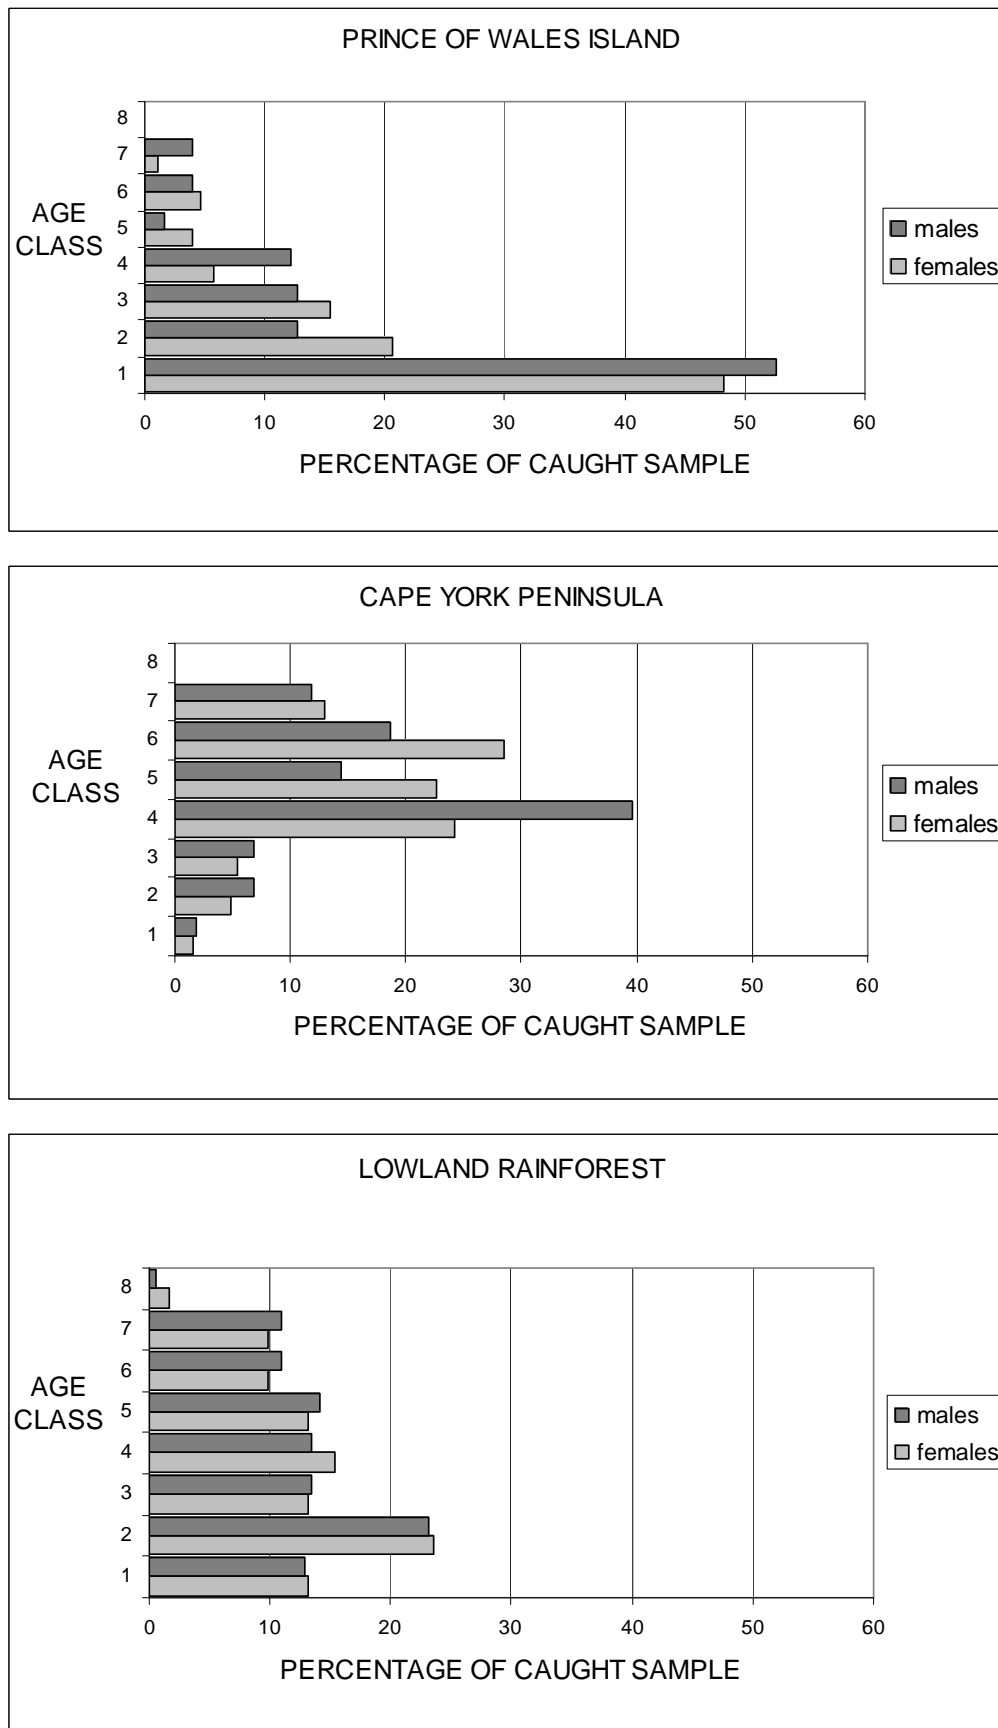 PRINCE OF WALES ISLAND
8
7
6
5
4
3
2
1
AGE
CLASS
0 10 20 30 40 50 60
PERCENTAGE OF CAUGHT SAMPLE
males
females
CAPE YORK PENINSULA
8
7
6
5
4
3
2
1
AGE
CLASS
0 10 20 30 40 50 60
PERCENTAGE OF CAUGHT SAMPLE
males
females
LOWLAND RAINFOREST
8
7
6
5
4
3
2
1
AGE
CLASS
0 10 20 30 40 50 60
PERCENTAGE OF CAUGHT SAMPLE
males
females